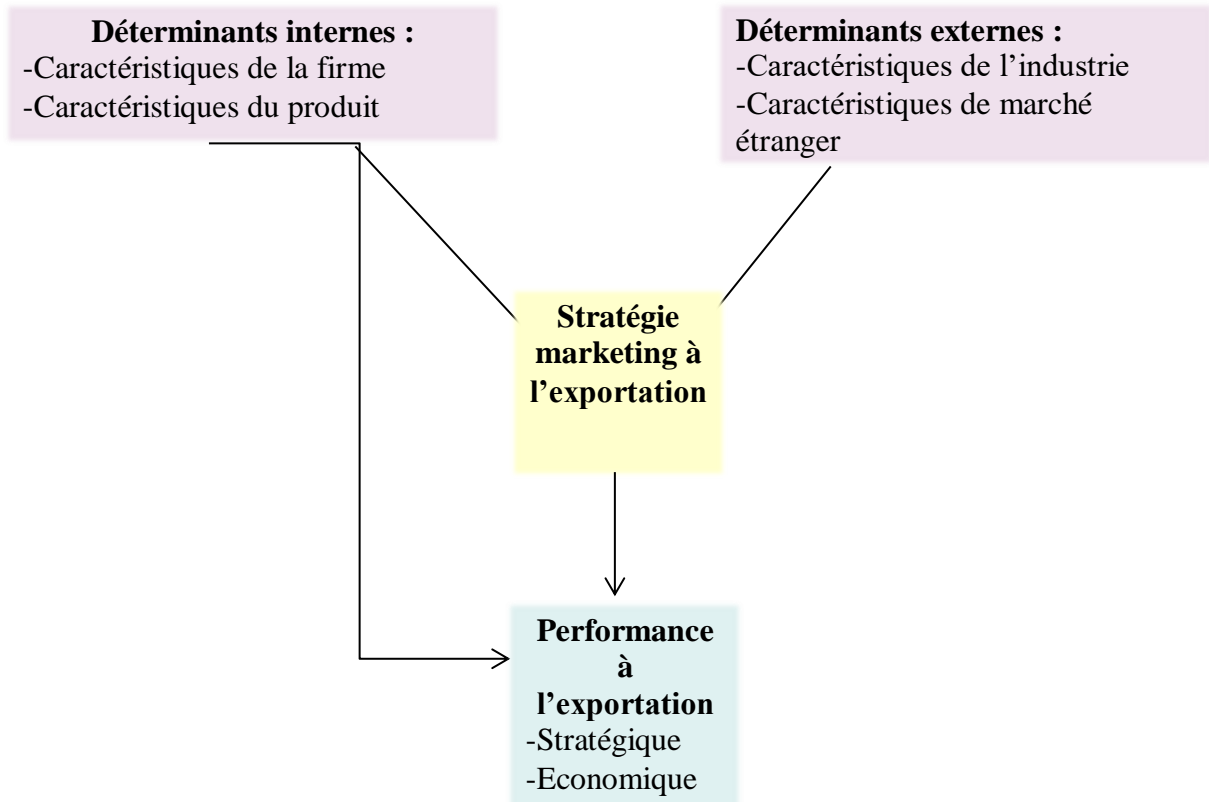 Déterminants internes :
-Caractéristiques de la firme
-Caractéristiques du produit
Déterminants externes :
-Caractéristiques de l’industrie
-Caractéristiques de marché
étranger
Stratégie
marketing à
l’exportation
Performance
à
l’exportation
-Stratégique
-Economique